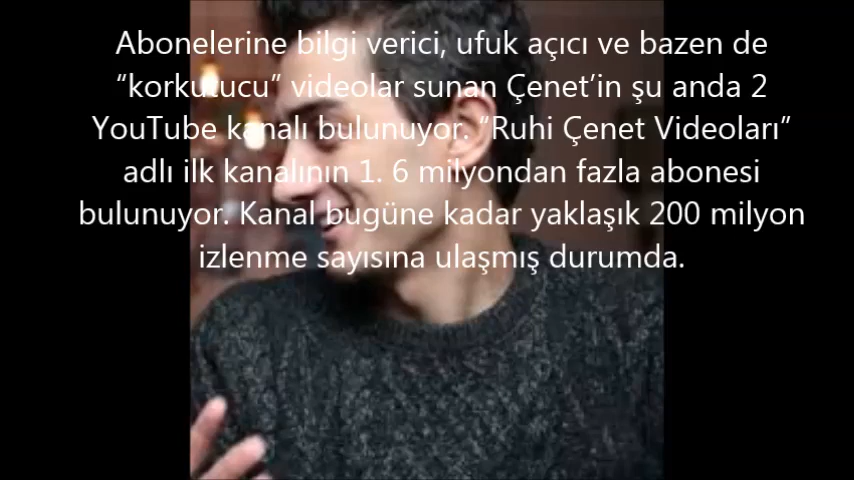 Abonelerine bilgi verici, ufuk açıcı ve bazen de
“korkutucu” videolar sunan Çenet’in şu anda 2
YouTube kanalı bulunuyor. “Ruhi Çenet Videoları”
adlı ilk kanalının 1. 6 milyondan fazla abonesi
bulunuyor. Kanal bugüne kadar yaklaşık 200 milyon
izlenme sayısına ulaşmış durumda.